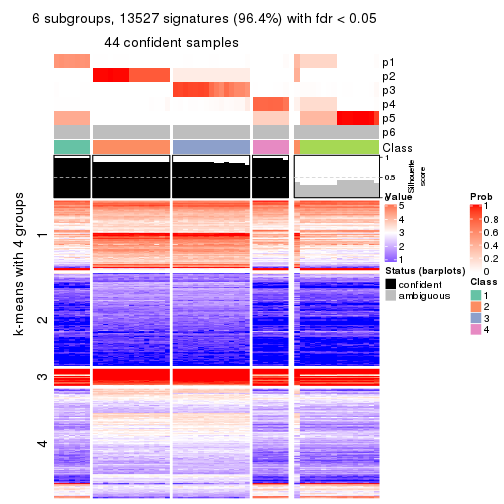 6 subgroups, 13527 signatures (96.4%) with fdr < 0.05
44 confident samples
p1
p2
p3
p4
p5
p6
Class
1
0.5
0
Silhouette
score
k-means with 4 groups
1
2
3
4
Value
5
4
3
2
1
Status (barplots)
confident
ambiguous
Prob
1
0.8
0.6
0.4
0.2
0
Class
1
2
3
4